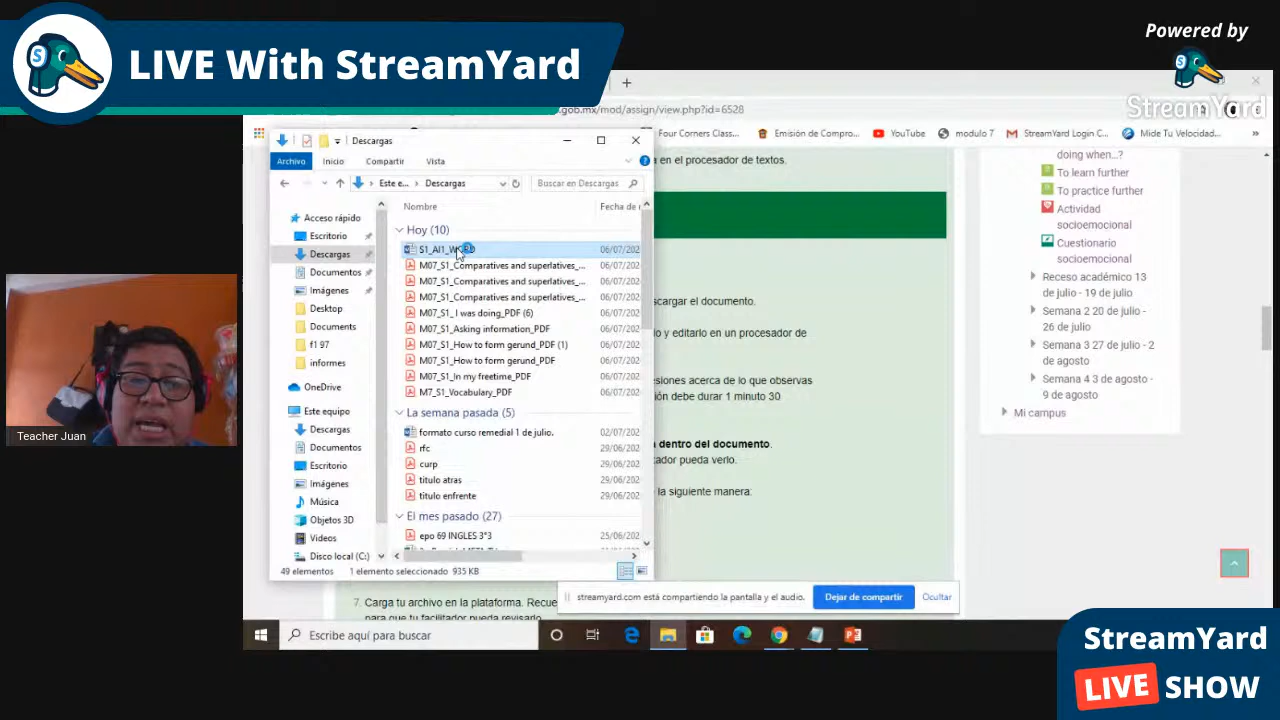 LIVE With StreamYard
Powered by
StreamYard
.gob.mx/mod/assign/view.php?id=6528
Four Corners Class...
Emisión de Compro...
YouTube
modulo 7
StreamYard Login C...
Mide Tu Velocidad...
»
Descargas
Archivo
Inicio
Compartir
Vista
Este e...
Descargas
Buscar en Descargas
Nombre
Fecha de
Acceso rápido
Escritorio
Descargas
Documentos
Imágenes
Desktop
Documents
f1 97
informes
OneDrive
Este equipo
Descargas
Documentos
Escritorio
Imágenes
Música
Objetos 3D
Videos
Disco local (C:)
Hoy (10)
S1_AI1_WORD 06/07/202
M07_S1_Comparatives and superlatives_... 06/07/202
M07_S1_Comparatives and superlatives_... 06/07/202
M07_S1_Comparatives and superlatives_... 06/07/202
M07_S1_ I was doing_PDF (6) 06/07/202
M07_S1_Asking information_PDF 06/07/202
M07_S1_How to form gerund_PDF (1) 06/07/202
M07_S1_How to form gerund_PDF 06/07/202
M07_S1_In my freetime_PDF 06/07/202
M7_S1_Vocabulary_PDF 06/07/202
La semana pasada (5)
formato curso remedial 1 de julio. 02/07/202
rfc 29/06/202
curp 29/06/202
titulo atras 29/06/202
titulo enfrente 29/06/202
El mes pasado (27)
epo 69 INGLES 3°3 25/06/202
49 elementos
1 elemento seleccionado 935 KB
a en el procesador de textos.
scargar el documento.
lo y editarlo en un procesador de
esiones acerca de lo que observas
ión debe durar 1 minuto 30
a dentro del documento.
tador pueda verlo.
la siguiente manera:
7. Carga tu archivo en la plataforma. Recue
para que tu facilitador pueda revisarlo
doing when...?
To learn further
To practice further
Actividad
socioemocional
Cuestionario
socioemocional
Receso académico 13
de julio - 19 de julio
Semana 2 20 de julio -
26 de julio
Semana 3 27 de julio - 2
de agosto
Semana 4 3 de agosto -
9 de agosto
Mi campus
streamyard.com está compartiendo la pantalla y el audio.
Dejar de compartir
Ocultar
Escribe aquí para buscar
Teacher Juan
StreamYard
LIVE SHOW